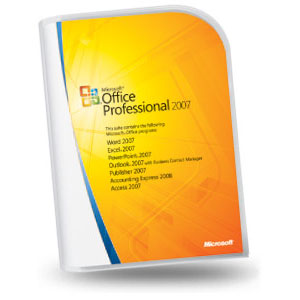 Microsoft®
Office
Professional 2007
This suite contains the following
Microsoft Office programs:
Word 2007
Excel 2007
PowerPoint 2007
Outlook 2007 with Business Contact Manager
Publisher 2007
Accounting Express 2008
Access 2007
Microsoft